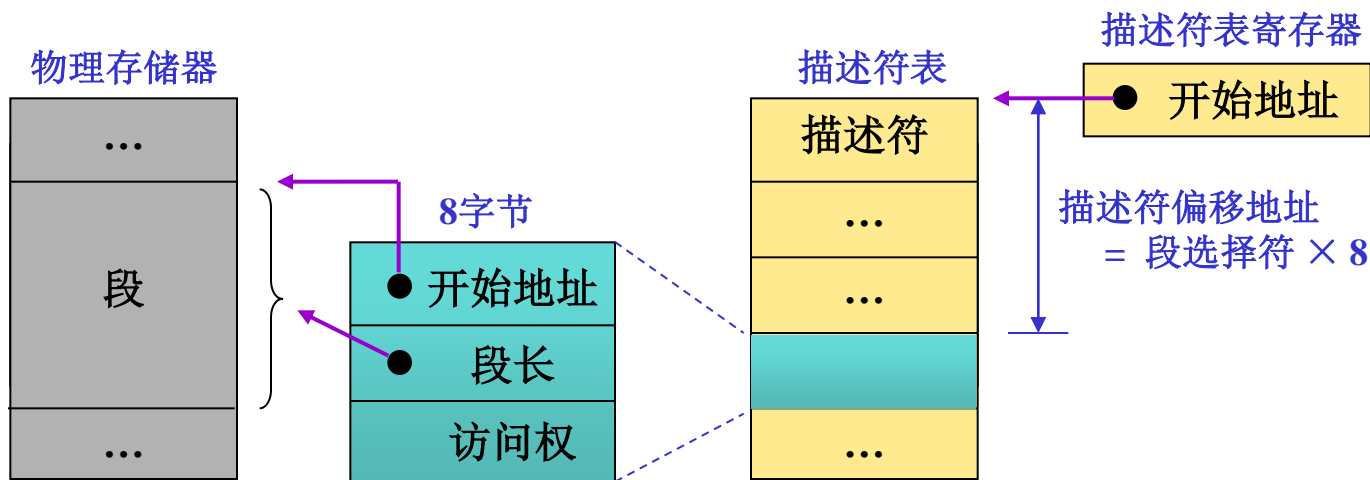 描述符表寄存器
物理存储器
描述符表
开始地址
…
描述符
8字节
…
描述符偏移地址
= 段选择符 × 8
段
开始地址
…
段长
访问权
…
…